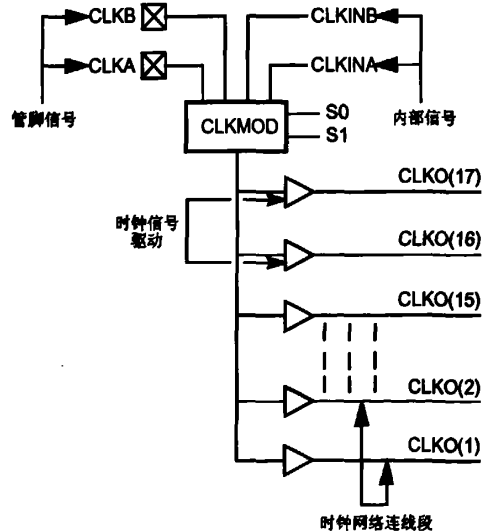 CLKB
CLKINB
CLKA
CLKINA
管脚信号
内部信号
CLKMOD
S0
S1
CLKO(17)
时钟信号
驱动
CLKO(16)
CLKO(15)
CLKO(2)
CLKO(1)
时钟网络连线段